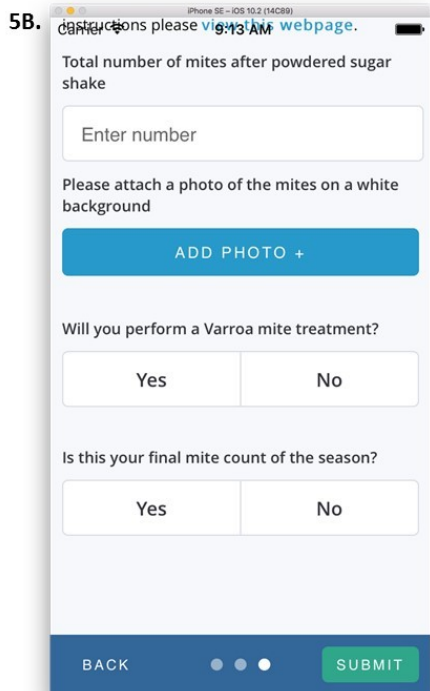 5B.
iPhone SE – iOS 10.2 (14C89)
Carrier 9:13 AM
instructions please view this webpage.
Total number of mites after powdered sugar
shake
Enter number
Please attach a photo of the mites on a white
background
ADD PHOTO +
Will you perform a Varroa mite treatment?
Yes No
Is this your final mite count of the season?
Yes No
BACK SUBMIT